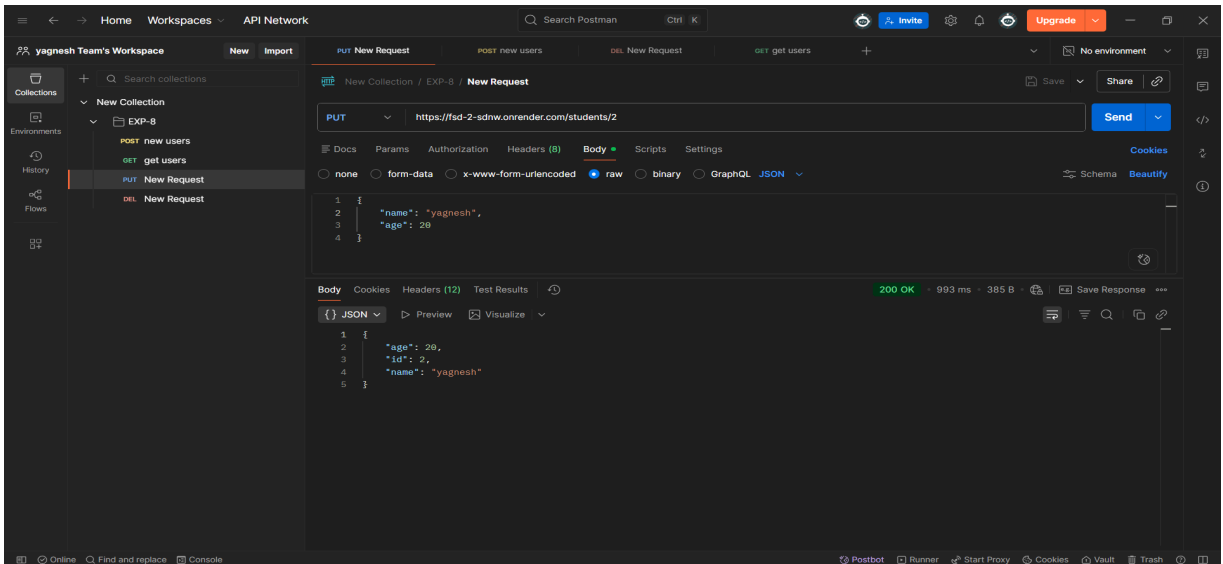 Home Workspaces API Network Search Postman Ctrl K Invite Upgrade
yagnesh Team's Workspace New Import PUT New Request POST new users DEL New Request GET get users No environment
Collections
Environments
History
Flows
Search collections
New Collection
EXP-8
POST new users
GET get users
PUT New Request
DEL New Request
HTTP New Collection / EXP-8 / New Request Save Share
PUT https://fsd-2-sdnw.onrender.com/students/2 Send
Docs Params Authorization Headers (8) Body Scripts Settings Cookies
none form-data x-www-form-urlencoded raw binary GraphQL JSON Schema Beautify
1 {
2 "name": "yagnesh",
3 "age": 20
4 }
Body Cookies Headers (12) Test Results 200 OK 993 ms 385 B Save Response
{} JSON Preview Visualize
1 {
2 "age": 20,
3 "id": 2,
4 "name": "yagnesh"
5 }
Online Find and replace Console Postbot Runner Start Proxy Cookies Vault Trash